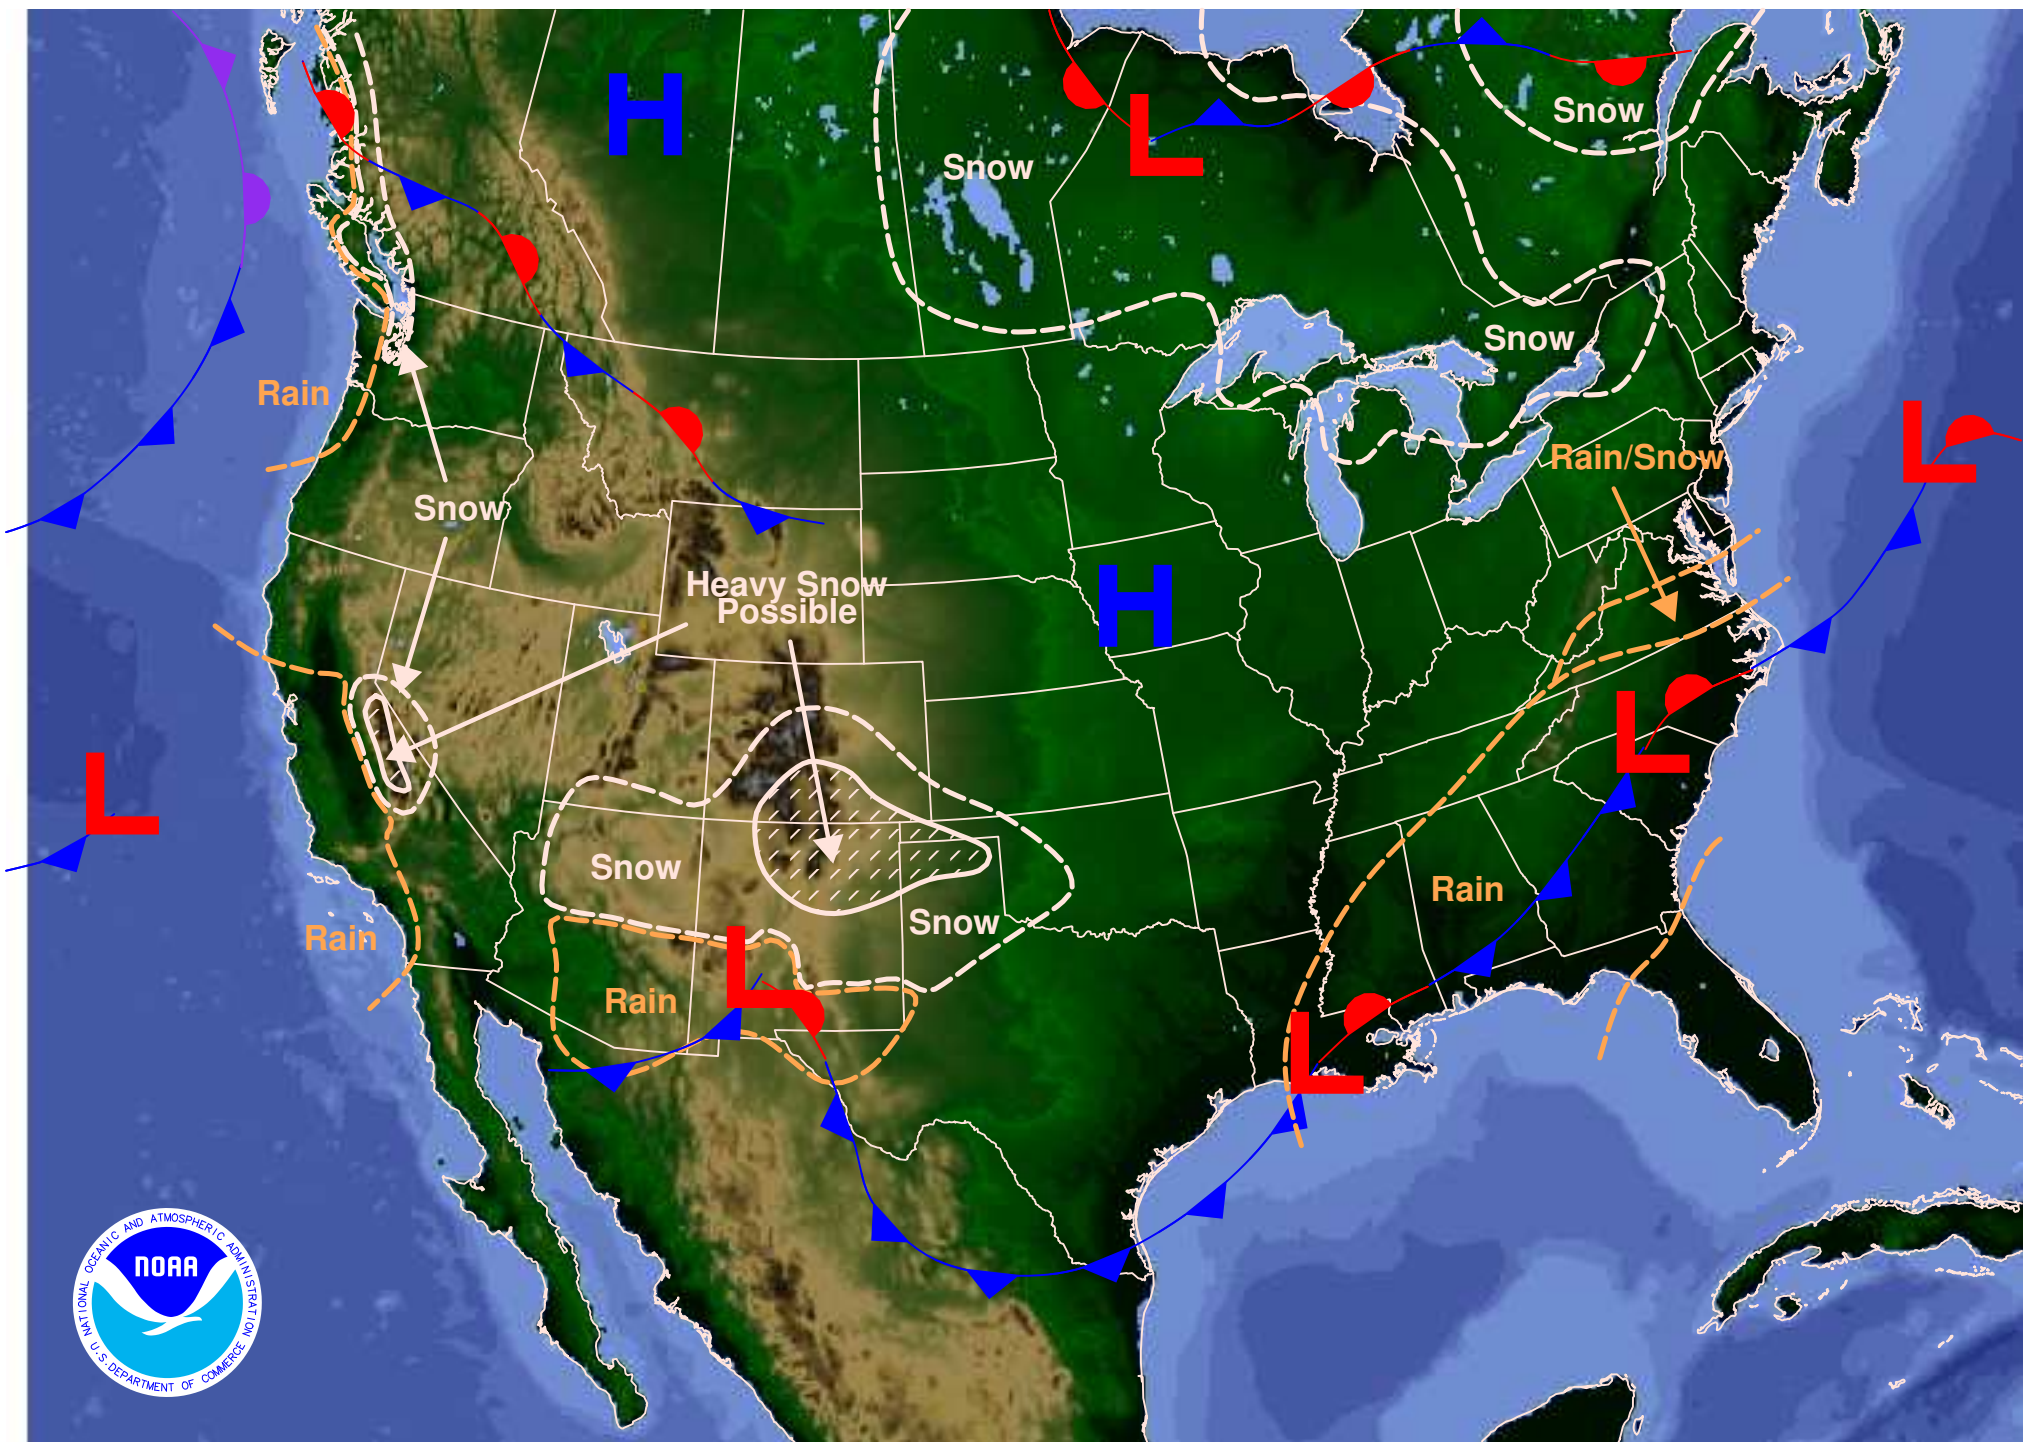 H
L
Snow
Snow
Snow
Rain
L
Rain/Snow
Snow
Heavy Snow
Possible
H
L
L
Snow
Rain
Snow
Rain
L
Rain
L
NATIONAL OCEANIC AND ATMOSPHERIC ADMINISTRATION
NOAA
U.S. DEPARTMENT OF COMMERCE